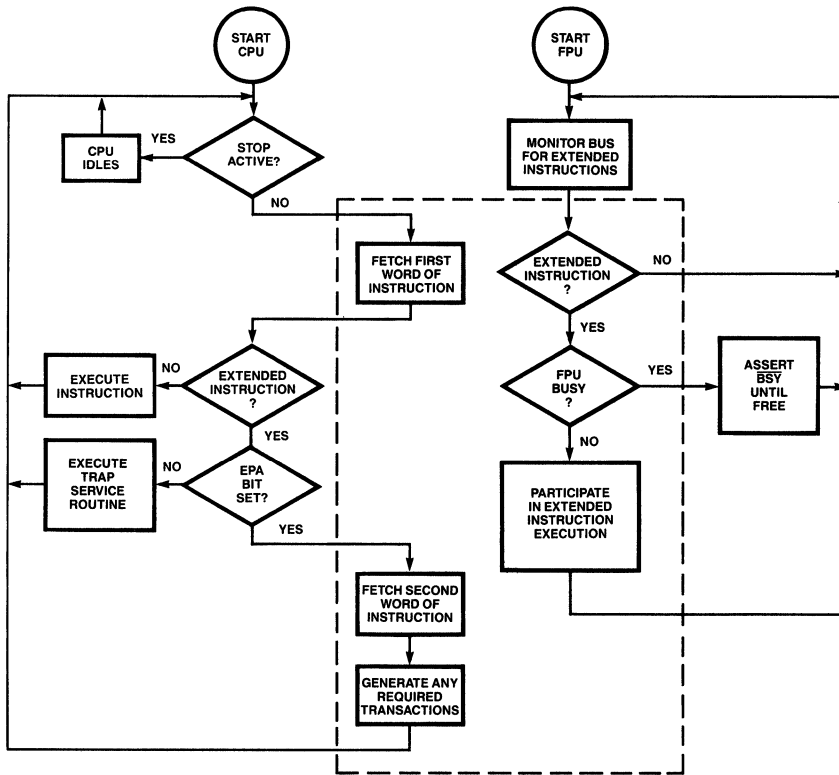 START
CPU
START
FPU
STOP
ACTIVE?
YES
CPU
IDLES
NO
MONITOR BUS
FOR EXTENDED
INSTRUCTIONS
FETCH FIRST
WORD OF
INSTRUCTION
EXTENDED
INSTRUCTION
?
NO
YES
EXTENDED
INSTRUCTION
?
NO
EXECUTE
INSTRUCTION
YES
FPU
BUSY
?
YES
ASSERT
BSY
UNTIL
FREE
NO
EPA
BIT
SET?
NO
EXECUTE
TRAP
SERVICE
ROUTINE
YES
PARTICIPATE
IN EXTENDED
INSTRUCTION
EXECUTION
FETCH SECOND
WORD OF
INSTRUCTION
GENERATE ANY
REQUIRED
TRANSACTIONS